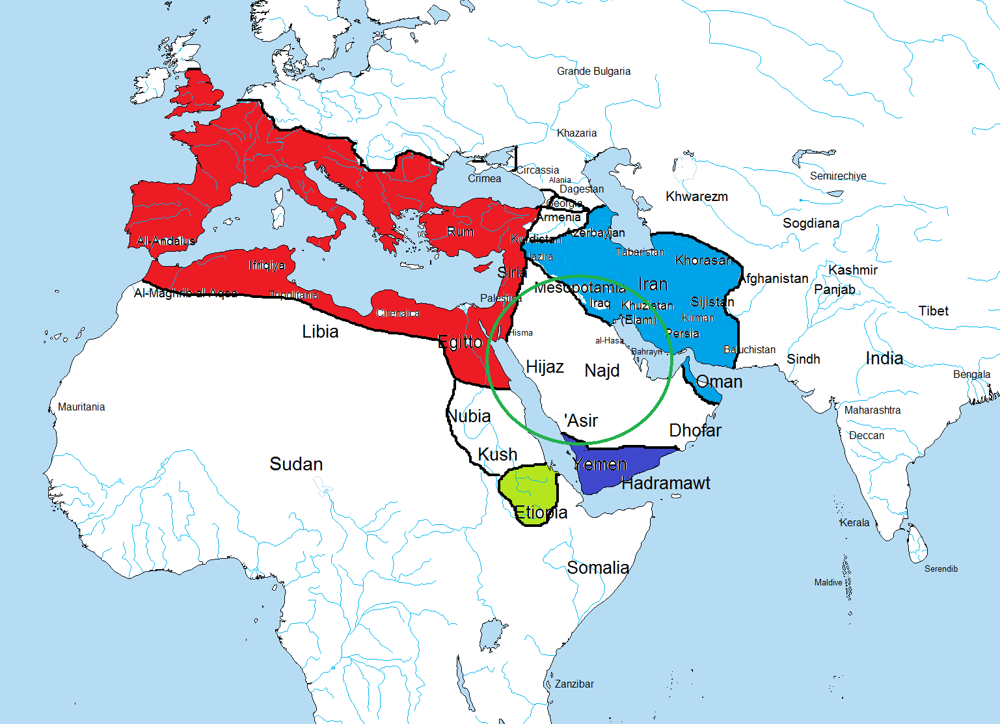 Grande Bulgaria
Khazaria
Circassia
Crimea
Alania
Dagestan
Semirechiye
Khwarezm
Georgia
Armenia
Sogdiana
Rum
Azerbayjan
Kurdistan
Al-Andalus
Tabaristan
Jazira
Khorasan
Ifriqiya
Siria
Kashmir
Afghanistan
Iran
Mesopotamia
Panjab
Al-Maghrib al-Aqsa
Tripolitania
Palestina
Iraq
Khuzistan
(Elam)
Sijistan
Tibet
Cirenaica
Kirman
Libia
Hisma
Persia
Egitto
al-Hasa
Bahrayn
Baluchistan
Sindh
India
Hijaz
Najd
Oman
Bengala
Mauritania
Maharashtra
Nubia
'Asir
Dhofar
Deccan
Kush
Sudan
Yemen
Hadramawt
Etiopia
Kerala
Somalia
Serendib
Maldive
Zanzibar